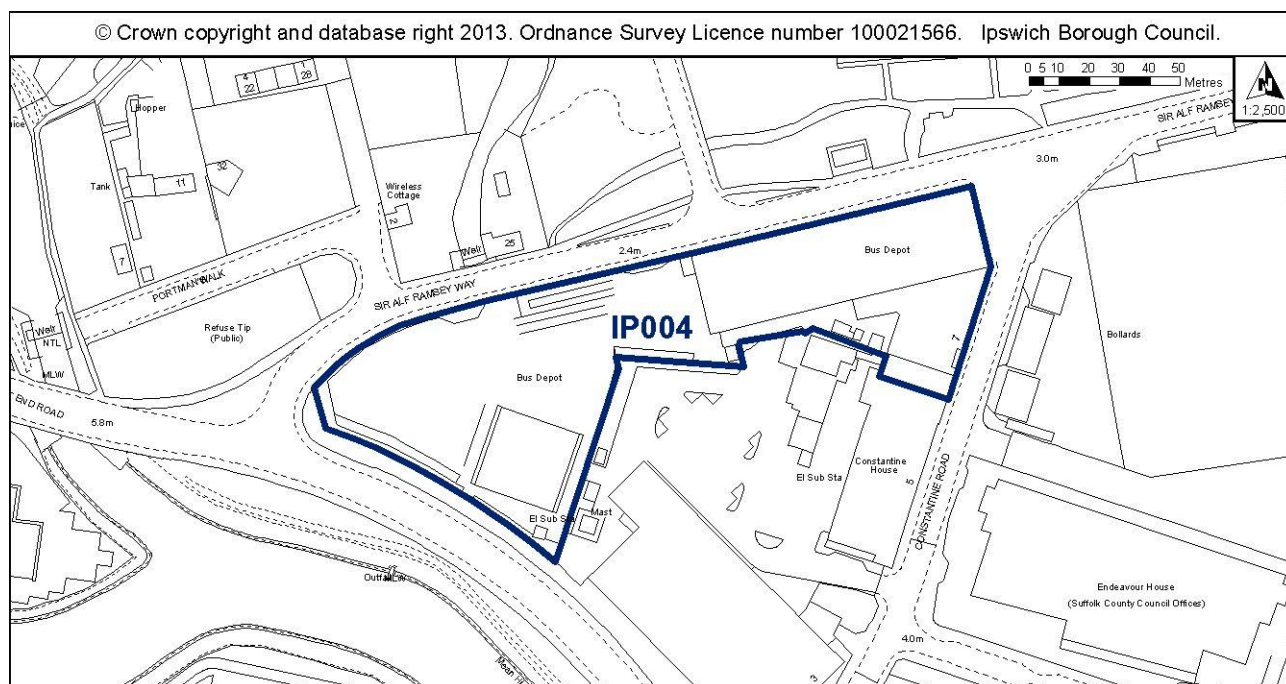 © Crown copyright and database right 2013. Ordnance Survey Licence number 100021566. Ipswich Borough Council.
0 5 10 20 30 40 50
Metres
N
1:2,500
4
22
1
28
Hopper
Tank
11
32
7
Wireless
Cottage
2
Weir
25
2.4m
3.0m
SIR ALF RAMSEY
PORTMAN WALK
SIR ALF RAMSEY WAY
Bus Depot
Refuse Tip
(Public)
IP004
Weir
NTL
MLW
Bollards
7
Bus Depot
END ROAD
5.8m
El Sub Sta
Constantine
House
5
CONSTANTINE ROAD
El Sub Sta
Mast
Outfall
Endeavour House
(Suffolk County Council Offices)
4.0m
3